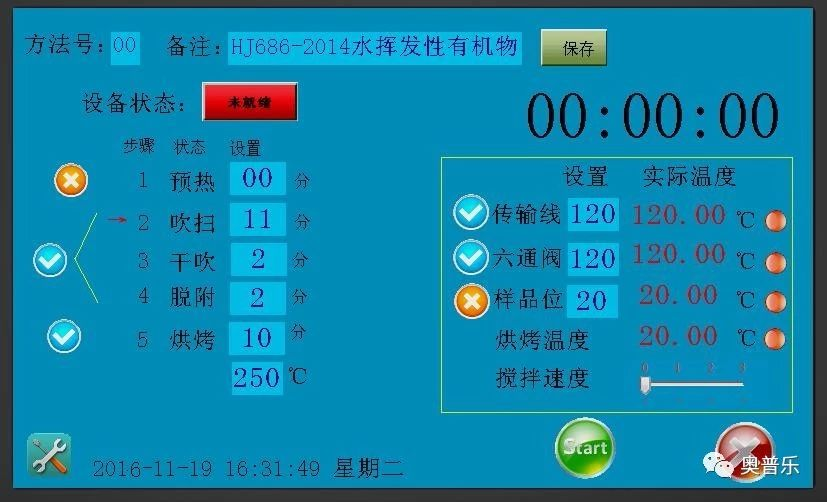 方法号: 00 备注: HJ686-2014水挥发性有机物 保存
设备状态: 未就绪
00:00:00
步骤 状态 设置
1 预热 00 分
2 吹扫 11 分
3 干吹 2 分
4 脱附 2 分
5 烘烤 10 分
250 ℃
设置 实际温度
传输线 120 120.00 ℃
六通阀 120 120.00 ℃
样品位 20 20.00 ℃
烘烤温度 20.00 ℃
搅拌速度 0 1 2 3
Start
2016-11-19 16:31:49 星期二
奥普乐